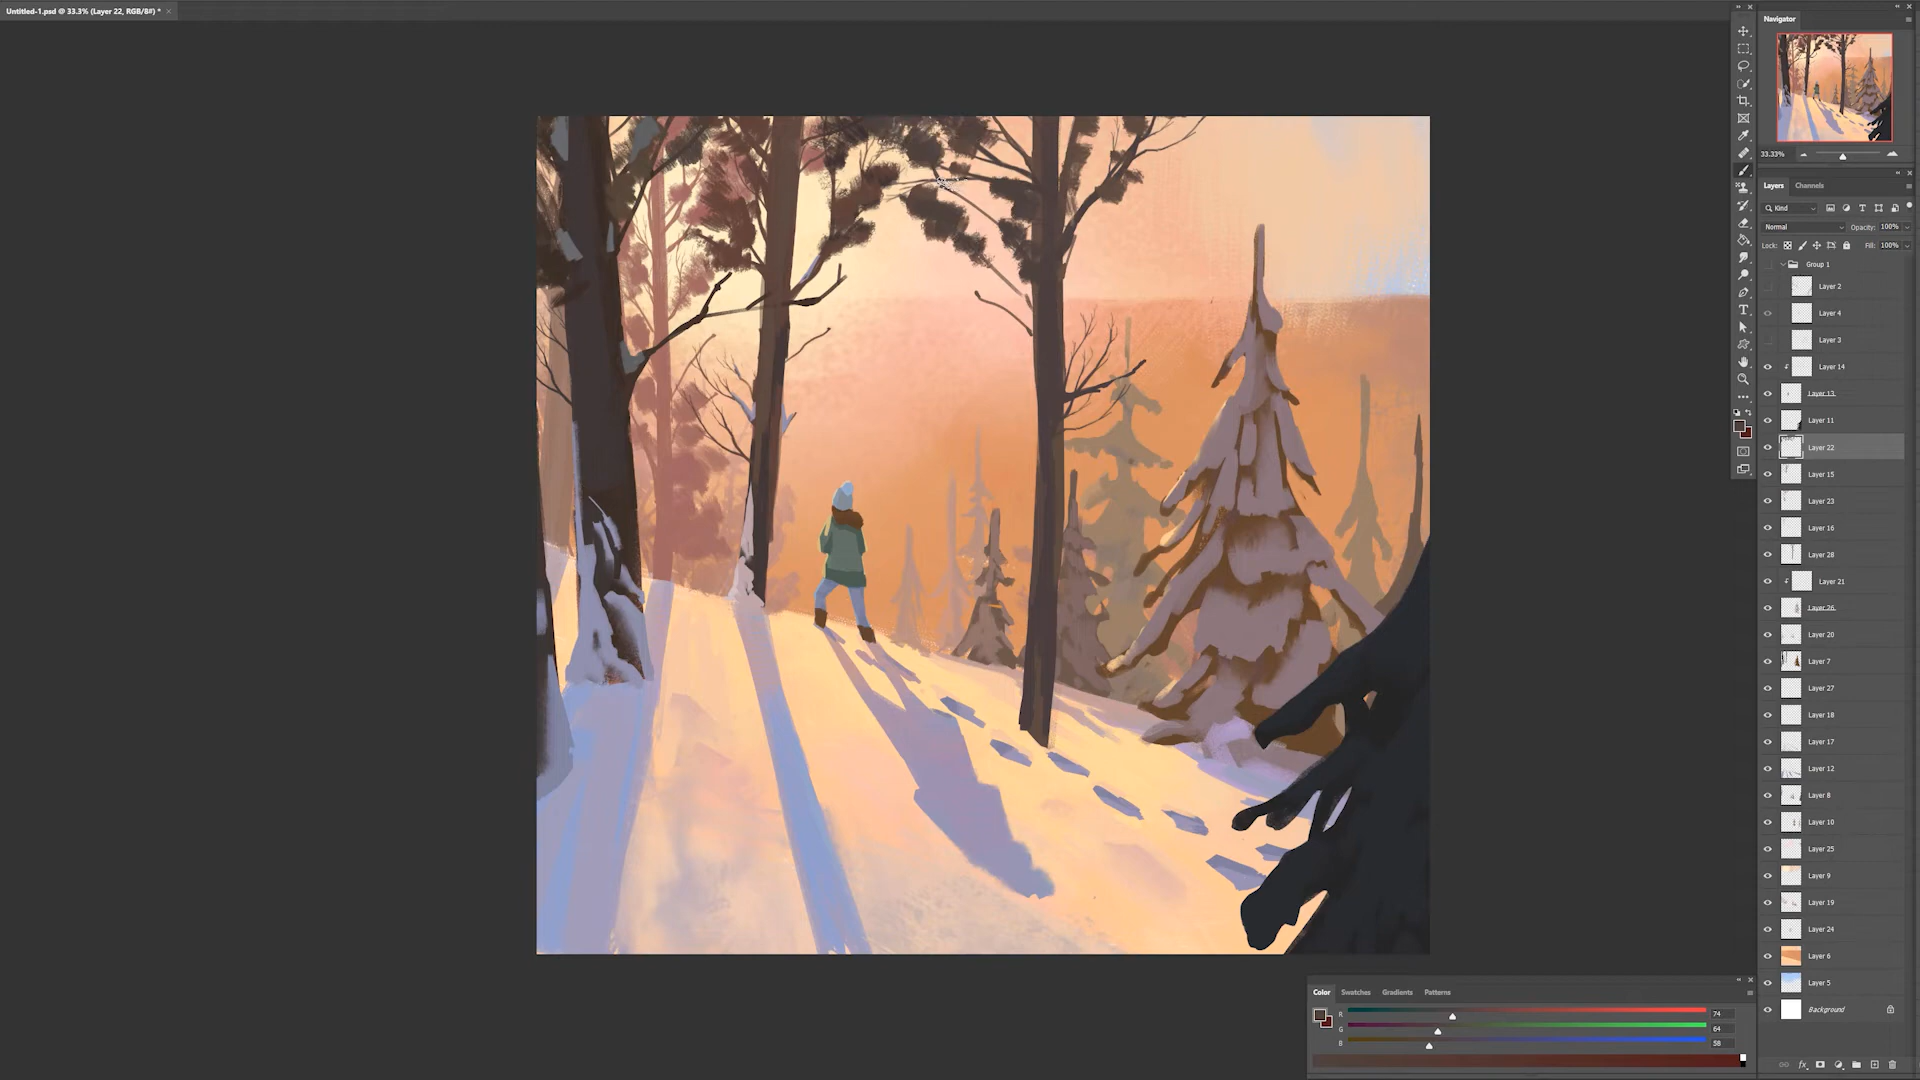 Untitled-1.psd @ 33.3% (Layer 22, RGB/8#) *
Navigator
33.33%
Layers
Channels
Kind
Normal
Opacity: 100%
Lock:
Fill: 100%
Group 1
Layer 2
Layer 4
Layer 3
Layer 14
Layer 13
Layer 11
Layer 22
Layer 15
Layer 23
Layer 16
Layer 28
Layer 21
Layer 26
Layer 20
Layer 7
Layer 27
Layer 18
Layer 17
Layer 12
Layer 8
Layer 10
Layer 25
Layer 9
Layer 19
Layer 24
Layer 6
Layer 5
Background
fx
Color
Swatches
Gradients
Patterns
R 74
G 64
B 58